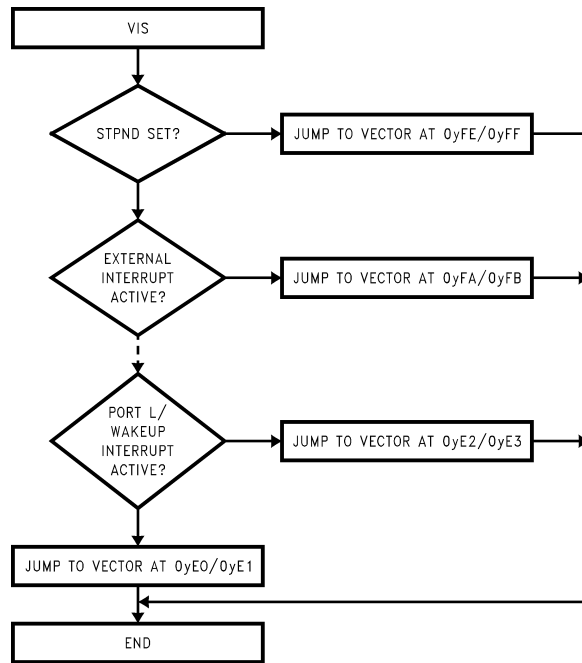 VIS
STPND SET?
JUMP TO VECTOR AT 0yFE/0yFF
EXTERNAL
INTERRUPT
ACTIVE?
JUMP TO VECTOR AT 0yFA/0yFB
PORT L/
WAKEUP
INTERRUPT
ACTIVE?
JUMP TO VECTOR AT 0yE2/0yE3
JUMP TO VECTOR AT 0yE0/0yE1
END